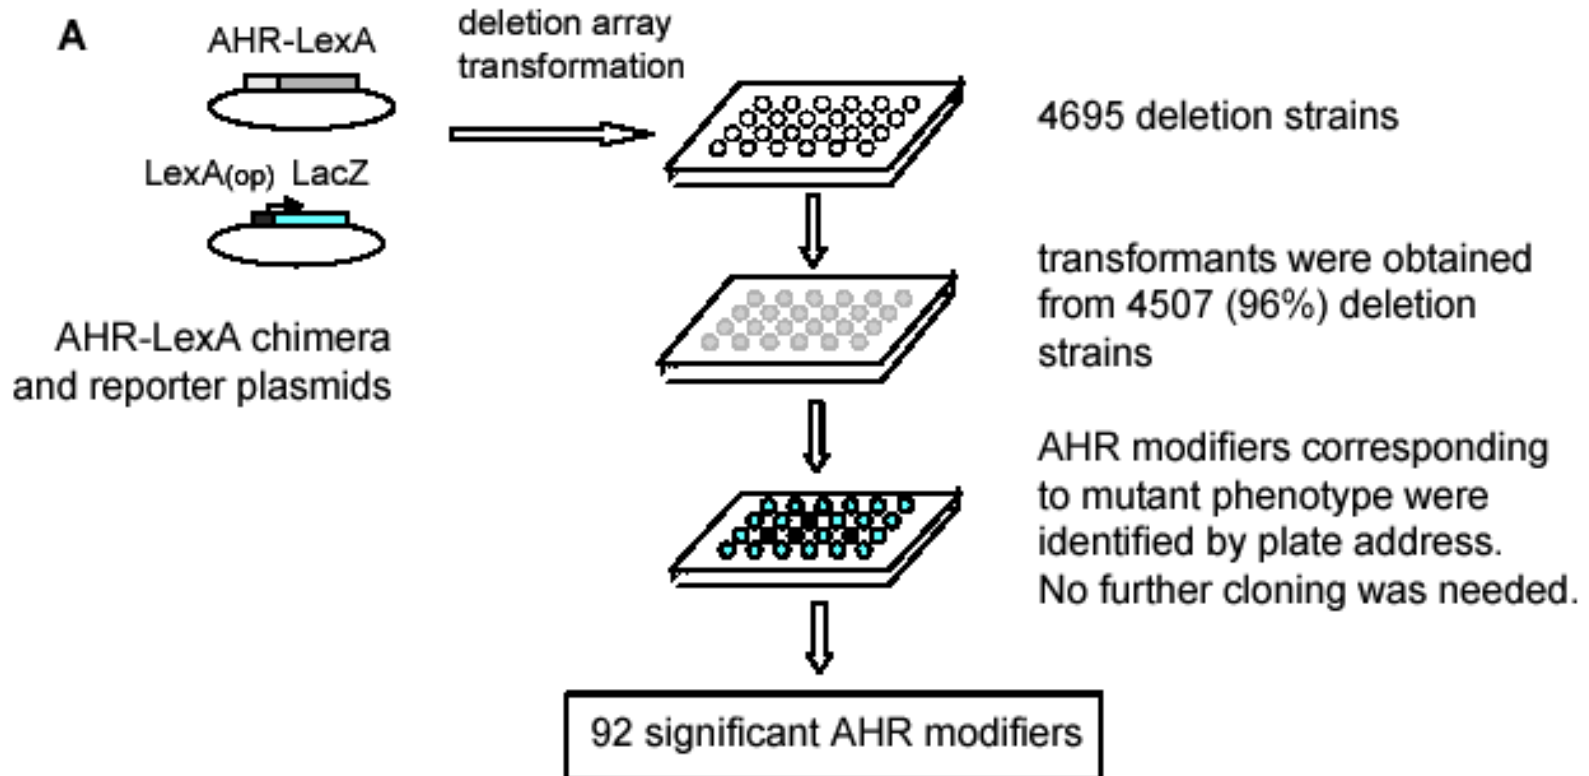 A
AHR-LexA
deletion array
transformation
LexA(op) LacZ
AHR-LexA chimera
and reporter plasmids
4695 deletion strains
transformants were obtained
from 4507 (96%) deletion
strains
AHR modifiers corresponding
to mutant phenotype were
identified by plate address.
No further cloning was needed.
92 significant AHR modifiers